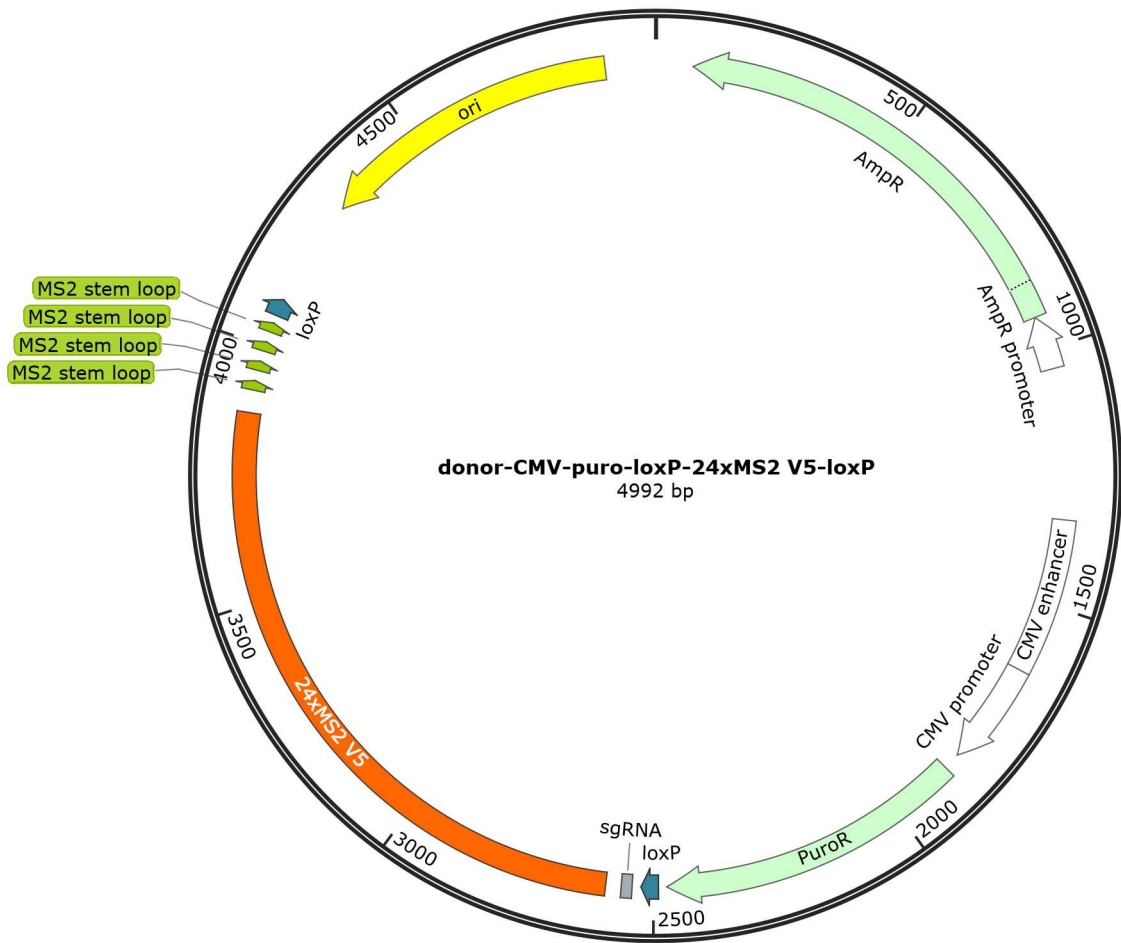 ori
4500
500
AmpR
MS2 stem loop
MS2 stem loop
MS2 stem loop
MS2 stem loop
loxP
4000
AmpR promoter
1000
donor-CMV-puro-loxP-24xMS2 V5-loxP
4992 bp
CMV enhancer
1500
CMV promoter
3500
24xMS2 V5
2000
PuroR
3000
sgRNA
loxP
2500